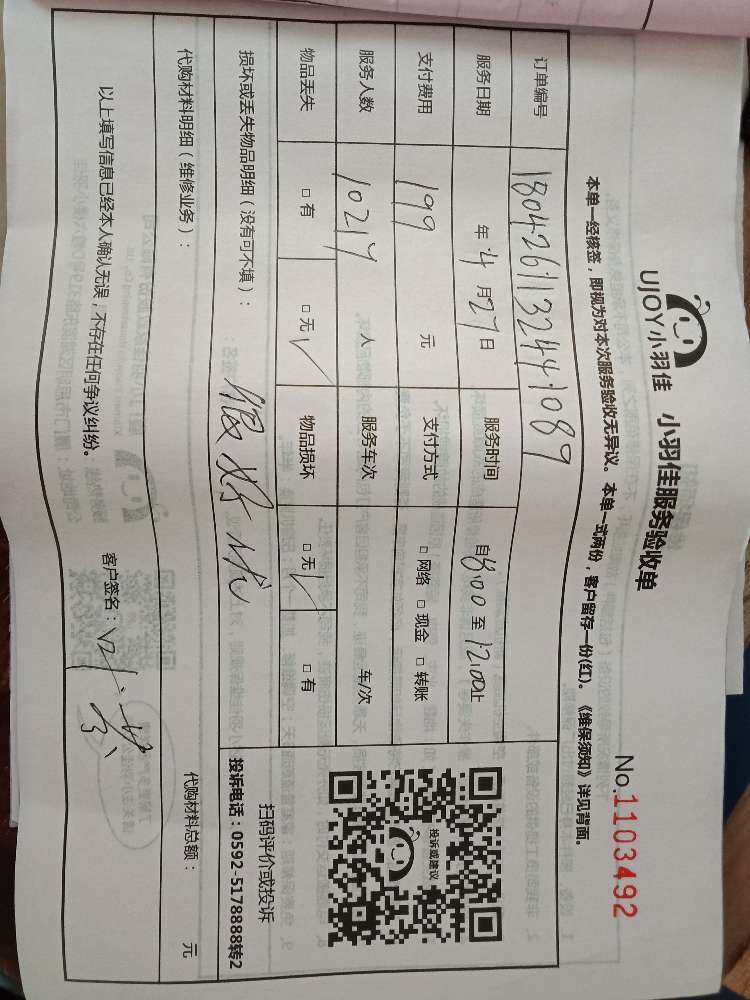 UJOY小羽佳 小羽佳服务验收单
No.1103492
本单一经核签，即视为对本次服务验收无异议。本单一式两份，客户留存一份(红)。《维保须知》详见背面。
订单编号 1804261132441089
服务日期 年 4 月 27 日 服务时间 自 8:00 至 12:00 止
支付费用 199 元 支付方式 □ 网络 □ 现金 □ 转账
服务人数 10217 人 服务车次 车/次
物品丢失 □ 有 □ 无 √ 物品损坏 □ 无 √ □ 有
投诉或建议
扫码评价或投诉
投诉电话：0592-5178888转2
损坏或丢失物品明细（没有可不填）：
很好
代购材料明细（维修业务）： 代购材料总额： 元
以上填写信息已经本人确认无误，不存在任何争议纠纷。 客户签名：